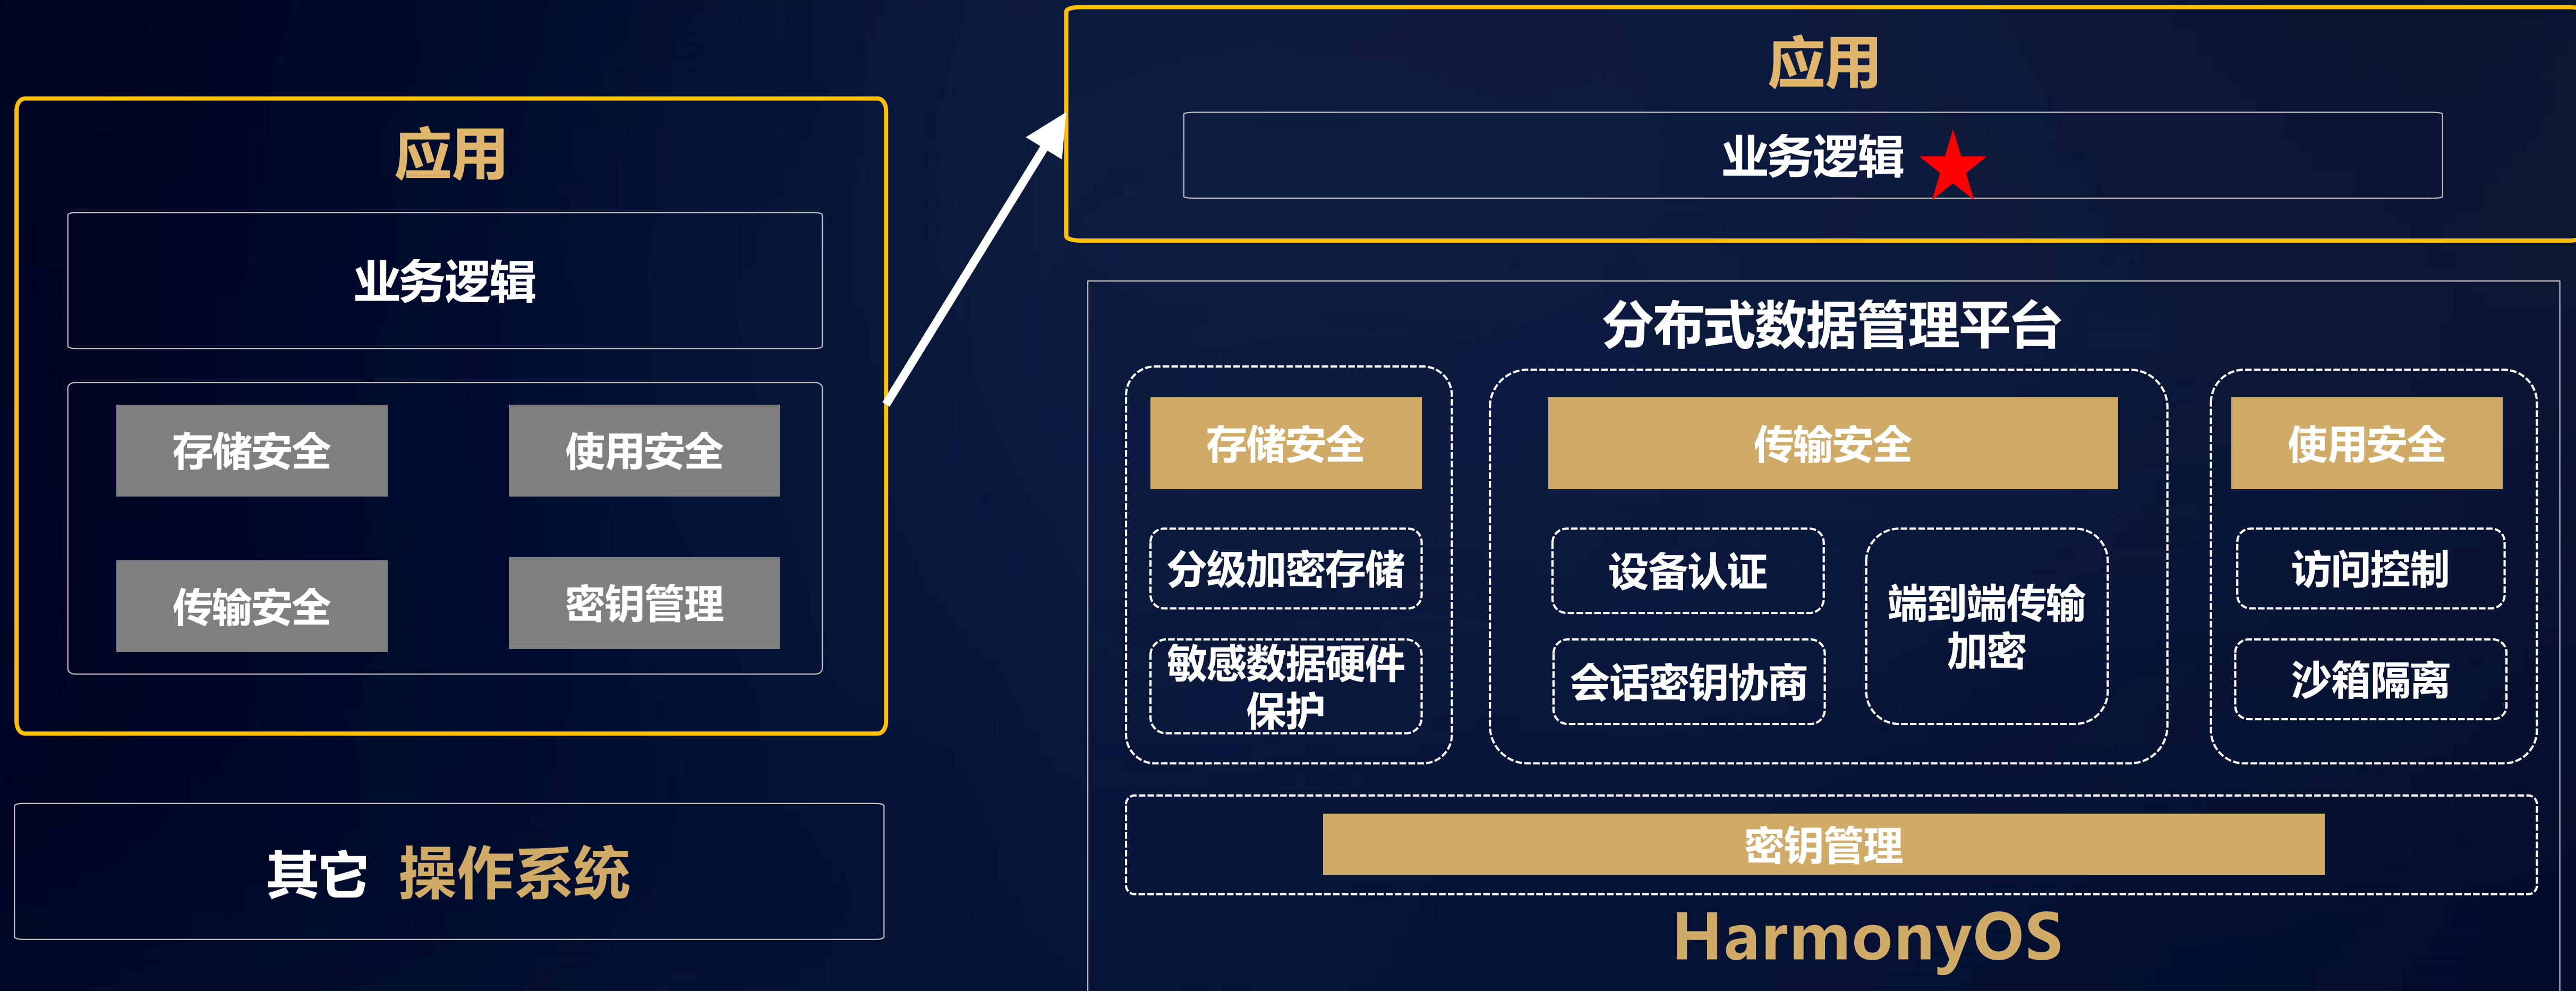 应用
业务逻辑
存储安全
使用安全
传输安全
密钥管理
其它 操作系统
应用
业务逻辑
分布式数据管理平台
存储安全
分级加密存储
敏感数据硬件
保护
传输安全
设备认证
会话密钥协商
端到端传输
加密
使用安全
访问控制
沙箱隔离
密钥管理
HarmonyOS